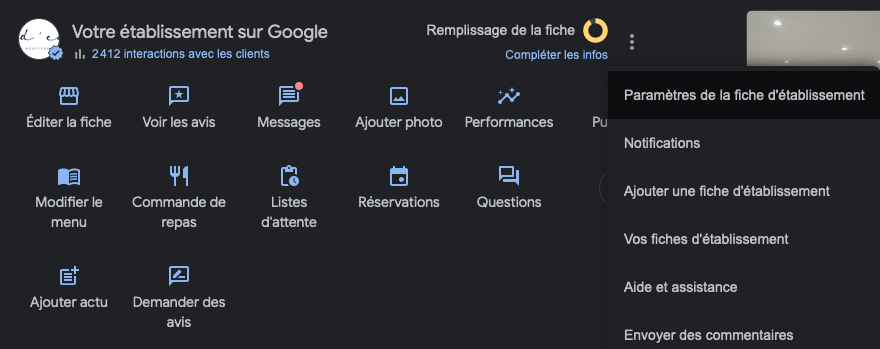 Votre établissement sur Google
2 412 interactions avec les clients
Remplissage de la fiche
Compléter les infos
Éditer la fiche
Voir les avis
Messages
Ajouter photo
Performances
Pu
Modifier le
menu
Commande de
repas
Listes
d'attente
Réservations
Questions
Ajouter actu
Demander des
avis
Paramètres de la fiche d'établissement
Notifications
Ajouter une fiche d'établissement
Vos fiches d'établissement
Aide et assistance
Envoyer des commentaires